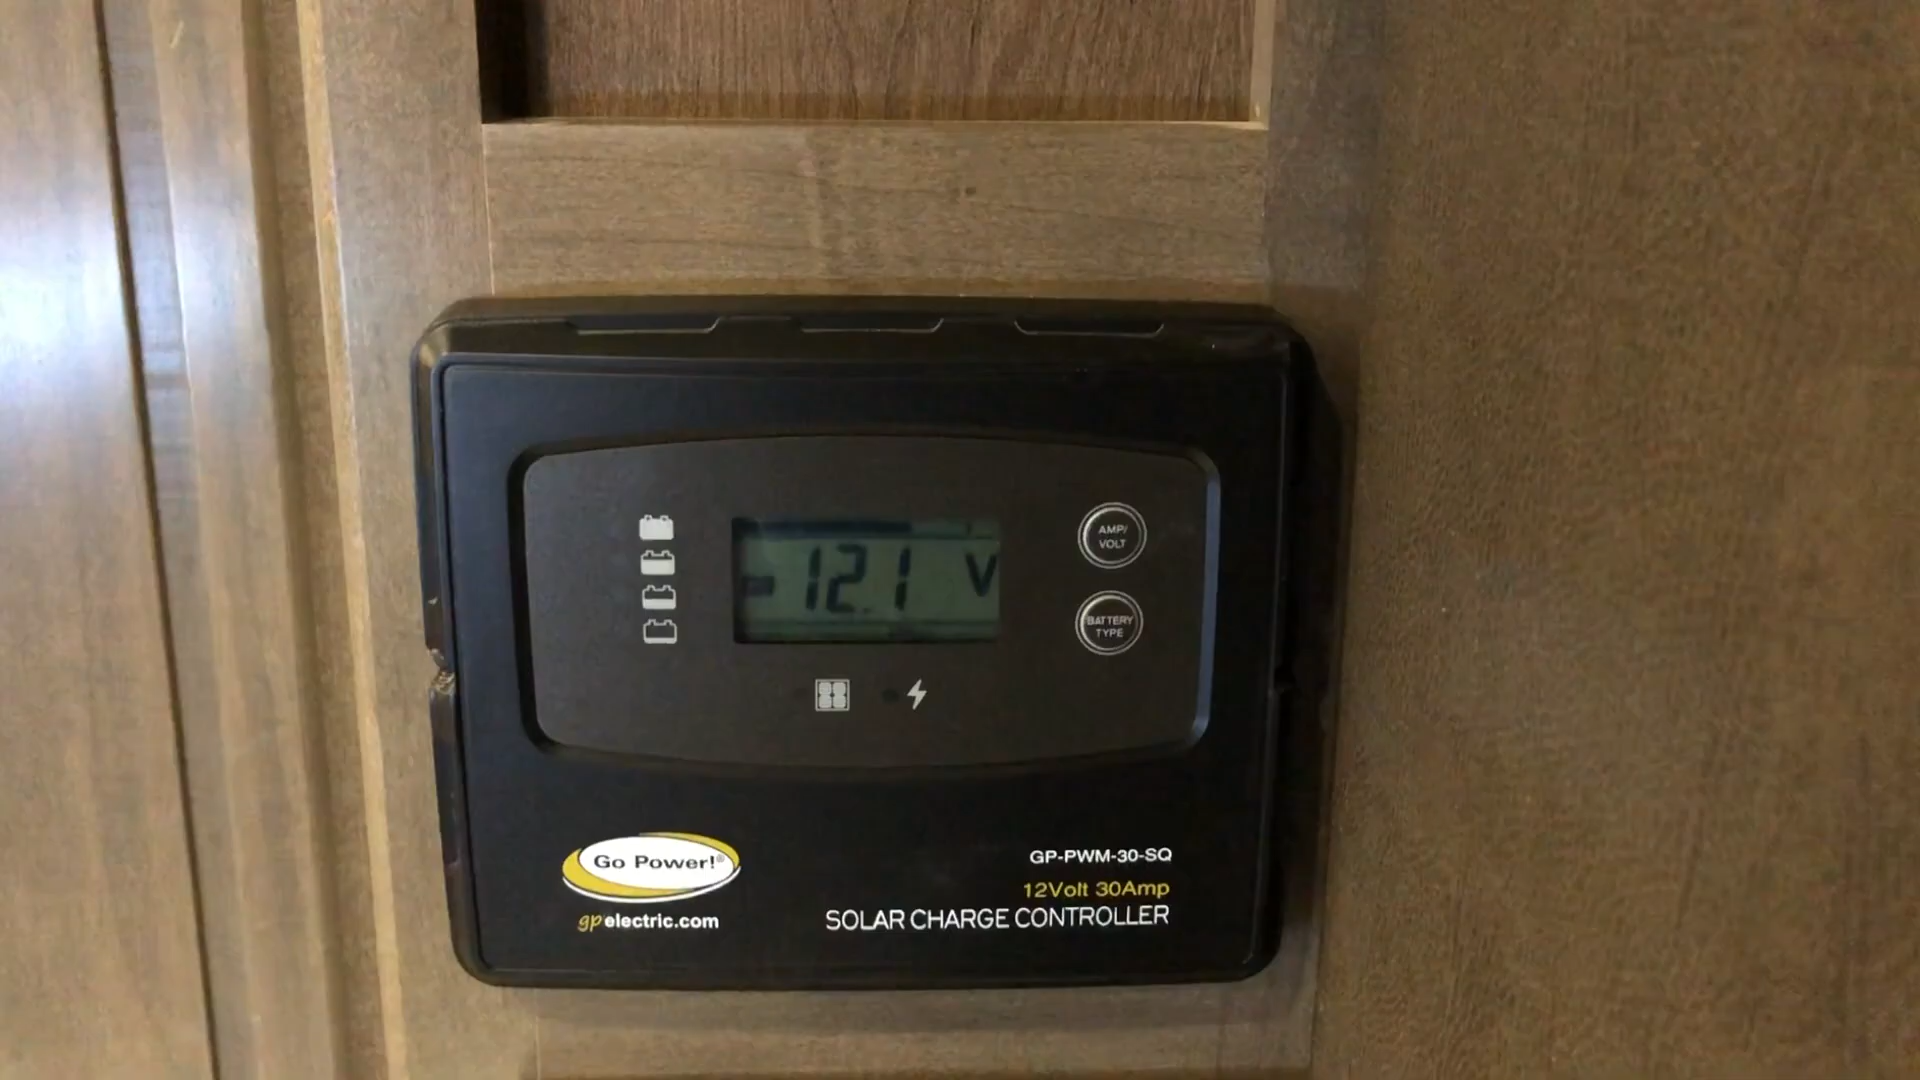 -12.1 V
AMP/
VOLT
BATTERY
TYPE
Go Power!®
gpelectric.com
GP-PWM-30-SQ
12Volt 30Amp
SOLAR CHARGE CONTROLLER